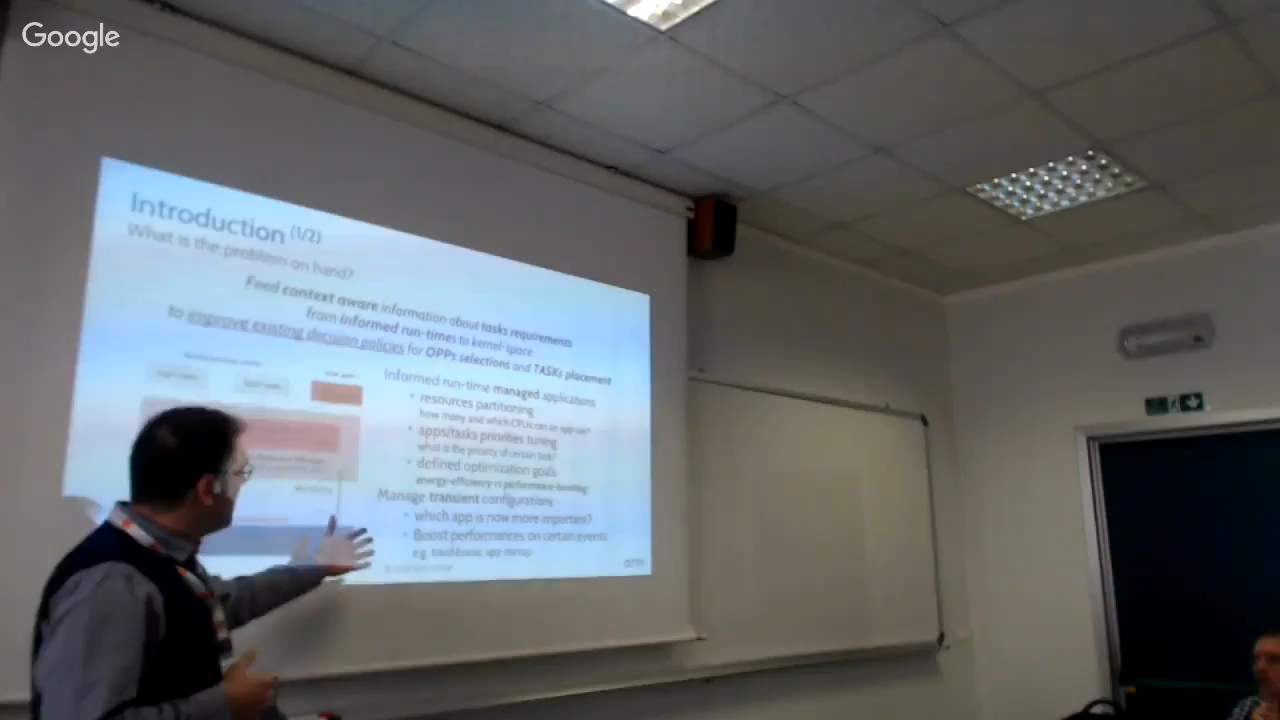 Google
Introduction (1/2)
What is the problem on hand?
Feed context aware information about tasks requirements
from informed run-times to kernel-space
to improve existing decision policies for OPPs selections and TASKs placement
Informed run-time managed applications
• resources partitioning
how many and which CPUs can an app use?
• apps/tasks priorities tuning
what is the priority of certain task?
• defined optimization goals
energy-efficiency vs performance-boosting
Manage transient configurations
• which app is now more important?
• Boost performances on certain events
e.g. touchboost, app startup
arm